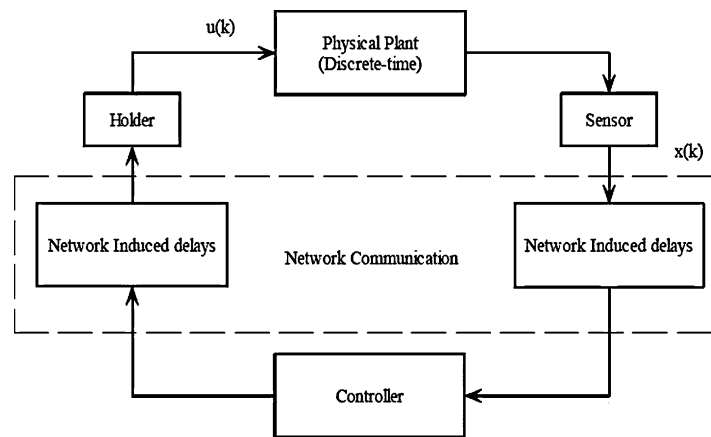 u(k)
Physical Plant
(Discrete-time)
Holder
Sensor
x(k)
Network Induced delays
Network Communication
Network Induced delays
Controller